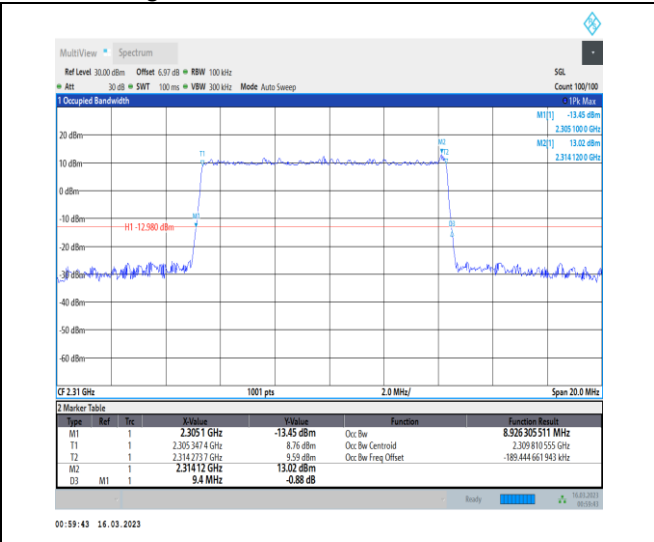 MultiView Spectrum
Ref Level 30.00 dBm Offset 6.97 dB RBW 100 kHz SGL
Att 30 dB SWT 100 ms VBW 300 kHz Mode Auto Sweep Count 100/100
1 Occupied Bandwidth 1Pk Max
M1[1] -13.45 dBm
2.305 100 0 GHz
20 dBm M2 M2[1] 13.02 dBm
T1 T2 2.314 120 0 GHz
10 dBm
0 dBm
-10 dBm M1 D3
H1 -12.980 dBm
-20 dBm
-30 dBm
-40 dBm
-50 dBm
-60 dBm
CF 2.31 GHz 1001 pts 2.0 MHz/ Span 20.0 MHz
2 Marker Table
Type Ref Trc X-Value Y-Value Function Function Result
M1 1 2.3051 GHz -13.45 dBm Occ Bw 8.926 305 511 MHz
T1 1 2.305 347 4 GHz 8.76 dBm Occ Bw Centroid 2.309 810 555 GHz
T2 1 2.314 273 7 GHz 9.59 dBm Occ Bw Freq Offset -189.444 661 943 kHz
M2 1 2.314 12 GHz 13.02 dBm
D3 M1 1 9.4 MHz -0.88 dB
Ready 16.03.2023
00:59:43
00:59:43 16.03.2023